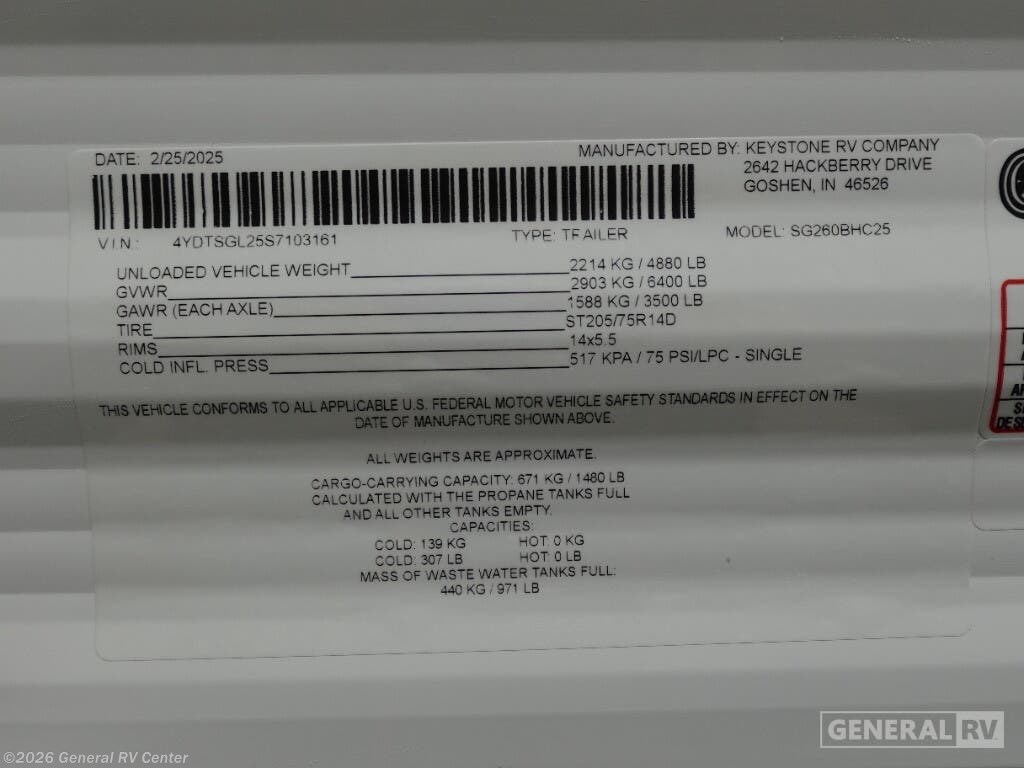 DATE: 2/25/2025
MANUFACTURED BY: KEYSTONE RV COMPANY
2642 HACKBERRY DRIVE
GOSHEN, IN 46526
V I N : 4YDTSGL25S7103161
TYPE: TRAILER
MODEL: SG260BHC25
UNLOADED VEHICLE WEIGHT 2214 KG / 4880 LB
GVWR 2903 KG / 6400 LB
GAWR (EACH AXLE) 1588 KG / 3500 LB
TIRE ST205/75R14D
RIMS 14x5.5
COLD INFL. PRESS 517 KPA / 75 PSI/LPC - SINGLE
THIS VEHICLE CONFORMS TO ALL APPLICABLE U.S. FEDERAL MOTOR VEHICLE SAFETY STANDARDS IN EFFECT ON THE
DATE OF MANUFACTURE SHOWN ABOVE.
ALL WEIGHTS ARE APPROXIMATE.
CARGO-CARRYING CAPACITY: 671 KG / 1480 LB
CALCULATED WITH THE PROPANE TANKS FULL
AND ALL OTHER TANKS EMPTY.
CAPACITIES:
COLD: 139 KG HOT: 0 KG
COLD: 307 LB HOT: 0 LB
MASS OF WASTE WATER TANKS FULL:
440 KG / 971 LB
GENERAL RV
©2026 General RV Center